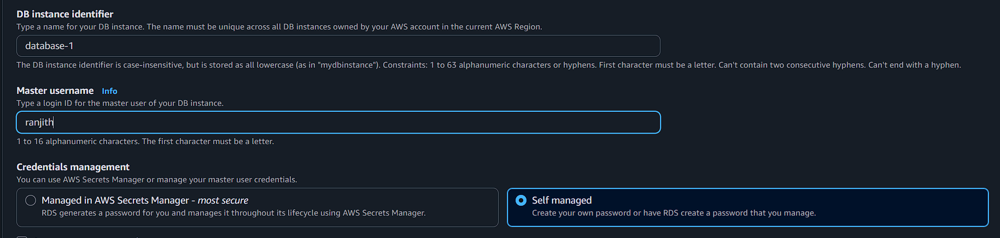 DB instance identifier
Type a name for your DB instance. The name must be unique across all DB instances owned by your AWS account in the current AWS Region.
database-1
The DB instance identifier is case-insensitive, but is stored as all lowercase (as in "mydbinstance"). Constraints: 1 to 63 alphanumeric characters or hyphens. First character must be a letter. Can't contain two consecutive hyphens. Can't end with a hyphen.
Master username Info
Type a login ID for the master user of your DB instance.
ranjith
1 to 16 alphanumeric characters. The first character must be a letter.
Credentials management
You can use AWS Secrets Manager or manage your master user credentials.
Managed in AWS Secrets Manager - most secure
RDS generates a password for you and manages it throughout its lifecycle using AWS Secrets Manager.
Self managed
Create your own password or have RDS create a password that you manage.